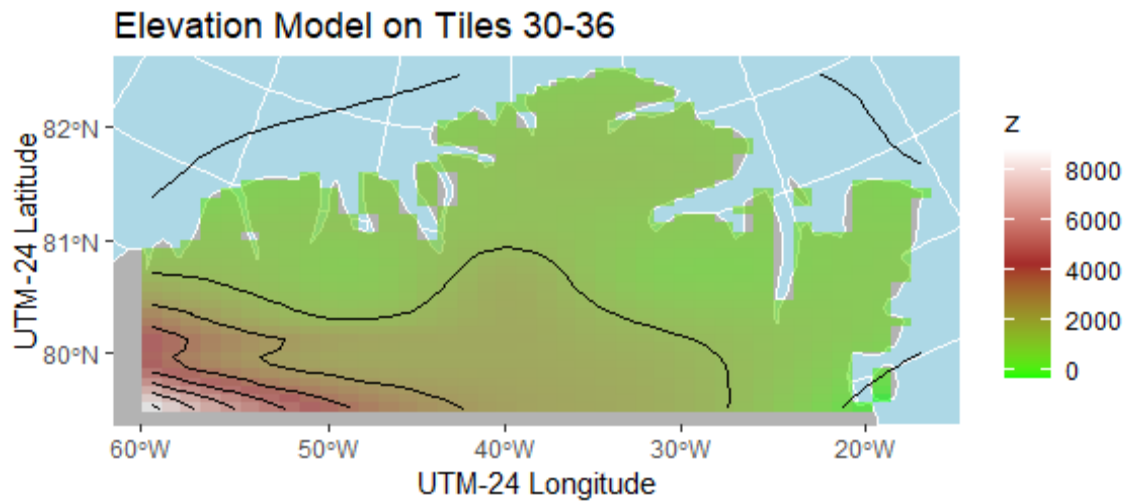 Elevation Model on Tiles 30-36
UTM-24 Latitude
82°N
81°N
80°N
60°W
50°W
40°W
30°W
20°W
UTM-24 Longitude
z
8000
6000
4000
2000
0